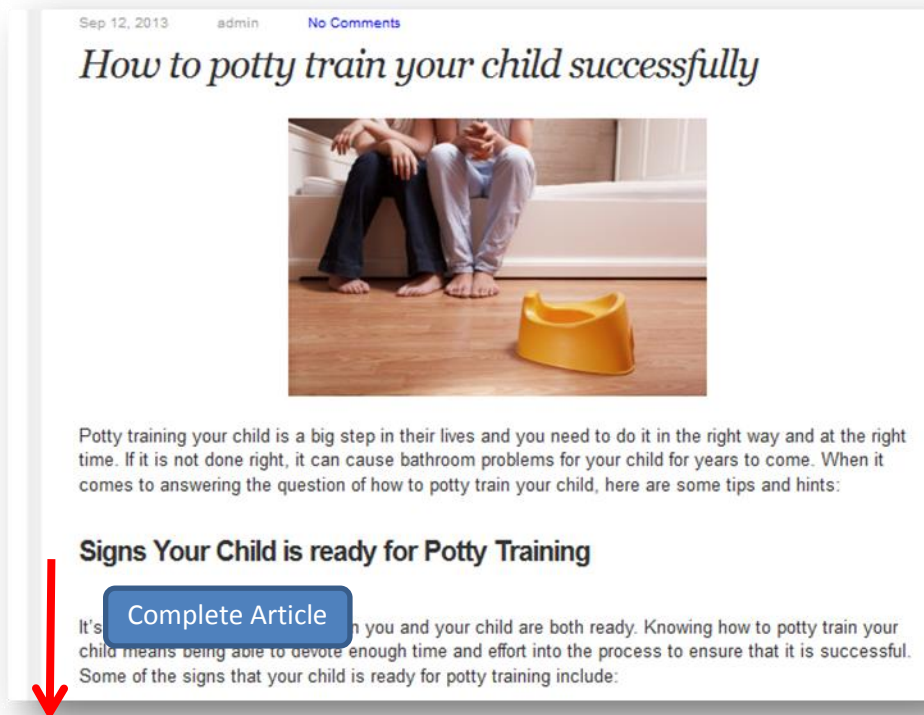 Sep 12, 2013 admin No Comments
How to potty train your child successfully
Potty training your child is a big step in their lives and you need to do it in the right way and at the right
time. If it is not done right, it can cause bathroom problems for your child for years to come. When it
comes to answering the question of how to potty train your child, here are some tips and hints:
Signs Your Child is ready for Potty Training
Complete Article
It's you and your child are both ready. Knowing how to potty train your
child means being able to devote enough time and effort into the process to ensure that it is successful.
Some of the signs that your child is ready for potty training include: